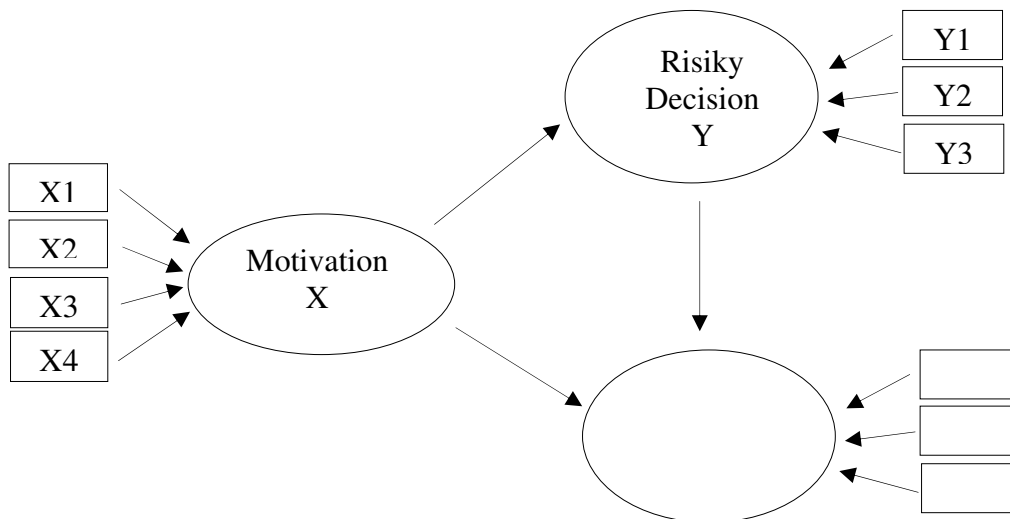 Risiky
Decision
Y
Y1
Y2
Y3
X1
X2
X3
X4
Motivation
X